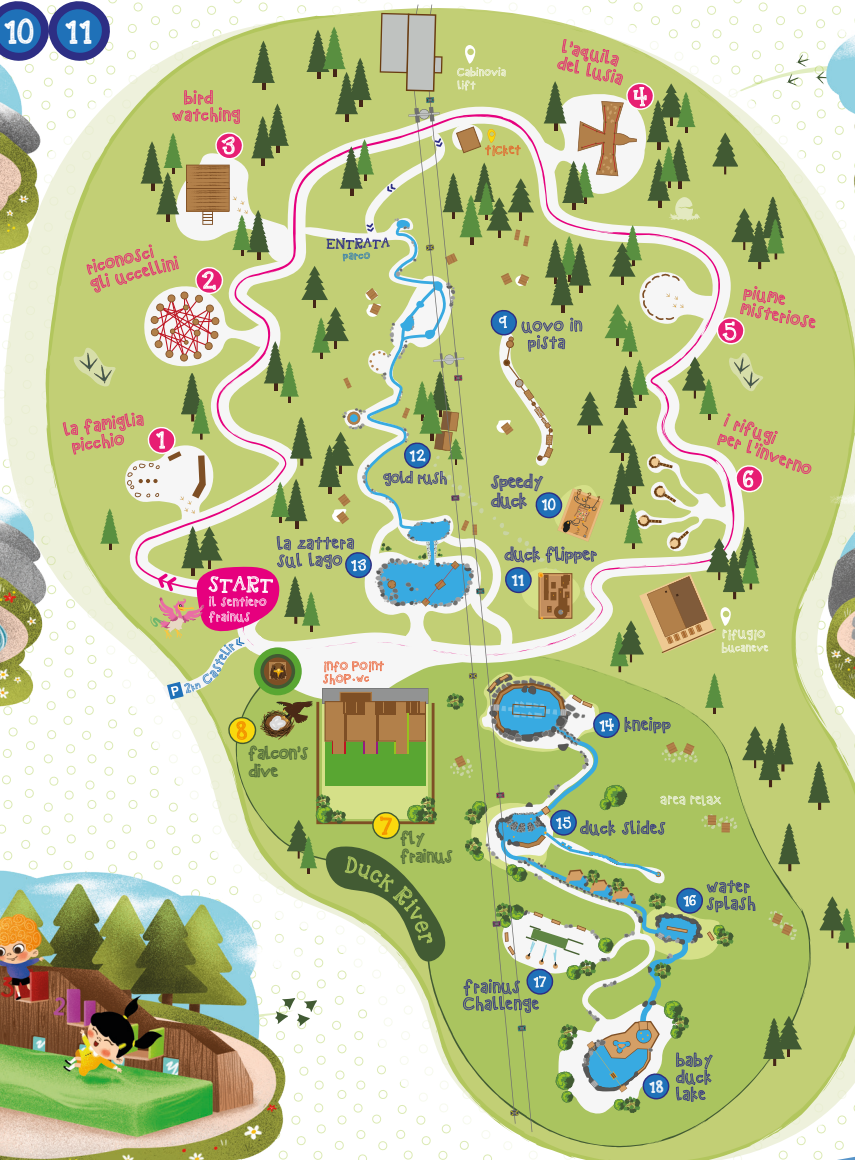 10 11
Cabinovia
lift
l'aquila
del lusia
4
bird
watching
3
ticket
ENTRATA
parco
riconosci
gli uccellini
2
piume
misteriose
5
9 uovo in
pista
la famiglia
picchio
1
i rifugi
per l'inverno
6
12
gold rush
speedy
duck 10
la zattera
sul lago 13
duck flipper
11
START
il sentiero
frainus
rifugio
bucaneve
P 2km Castelir
info point
shop·wc
8
falcon's
dive
14 kneipp
area relax
7
fly
frainus
15 duck slides
Duck River
16 water
splash
frainus 17
Challenge
baby
duck
lake
18
3
2